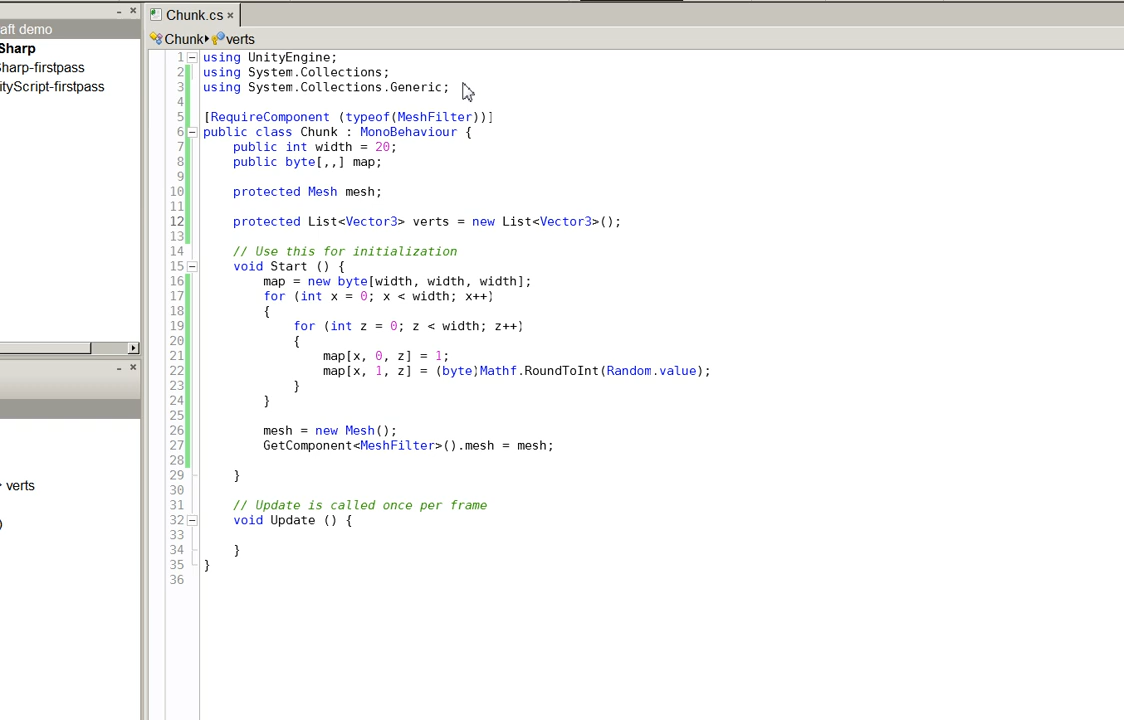 Chunk.cs ×
aft demo
Sharp
Sharp-firstpass
ityScript-firstpass
verts
)
Chunk verts
1 using UnityEngine;
2 using System.Collections;
3 using System.Collections.Generic;
4
5 [RequireComponent (typeof(MeshFilter))]
6 public class Chunk : MonoBehaviour {
7 public int width = 20;
8 public byte[,,] map;
9
10 protected Mesh mesh;
11
12 protected List<Vector3> verts = new List<Vector3>();
13
14 // Use this for initialization
15 void Start () {
16 map = new byte[width, width, width];
17 for (int x = 0; x < width; x++)
18 {
19 for (int z = 0; z < width; z++)
20 {
21 map[x, 0, z] = 1;
22 map[x, 1, z] = (byte)Mathf.RoundToInt(Random.value);
23 }
24 }
25
26 mesh = new Mesh();
27 GetComponent<MeshFilter>().mesh = mesh;
28
29 }
30
31 // Update is called once per frame
32 void Update () {
33
34 }
35 }
36